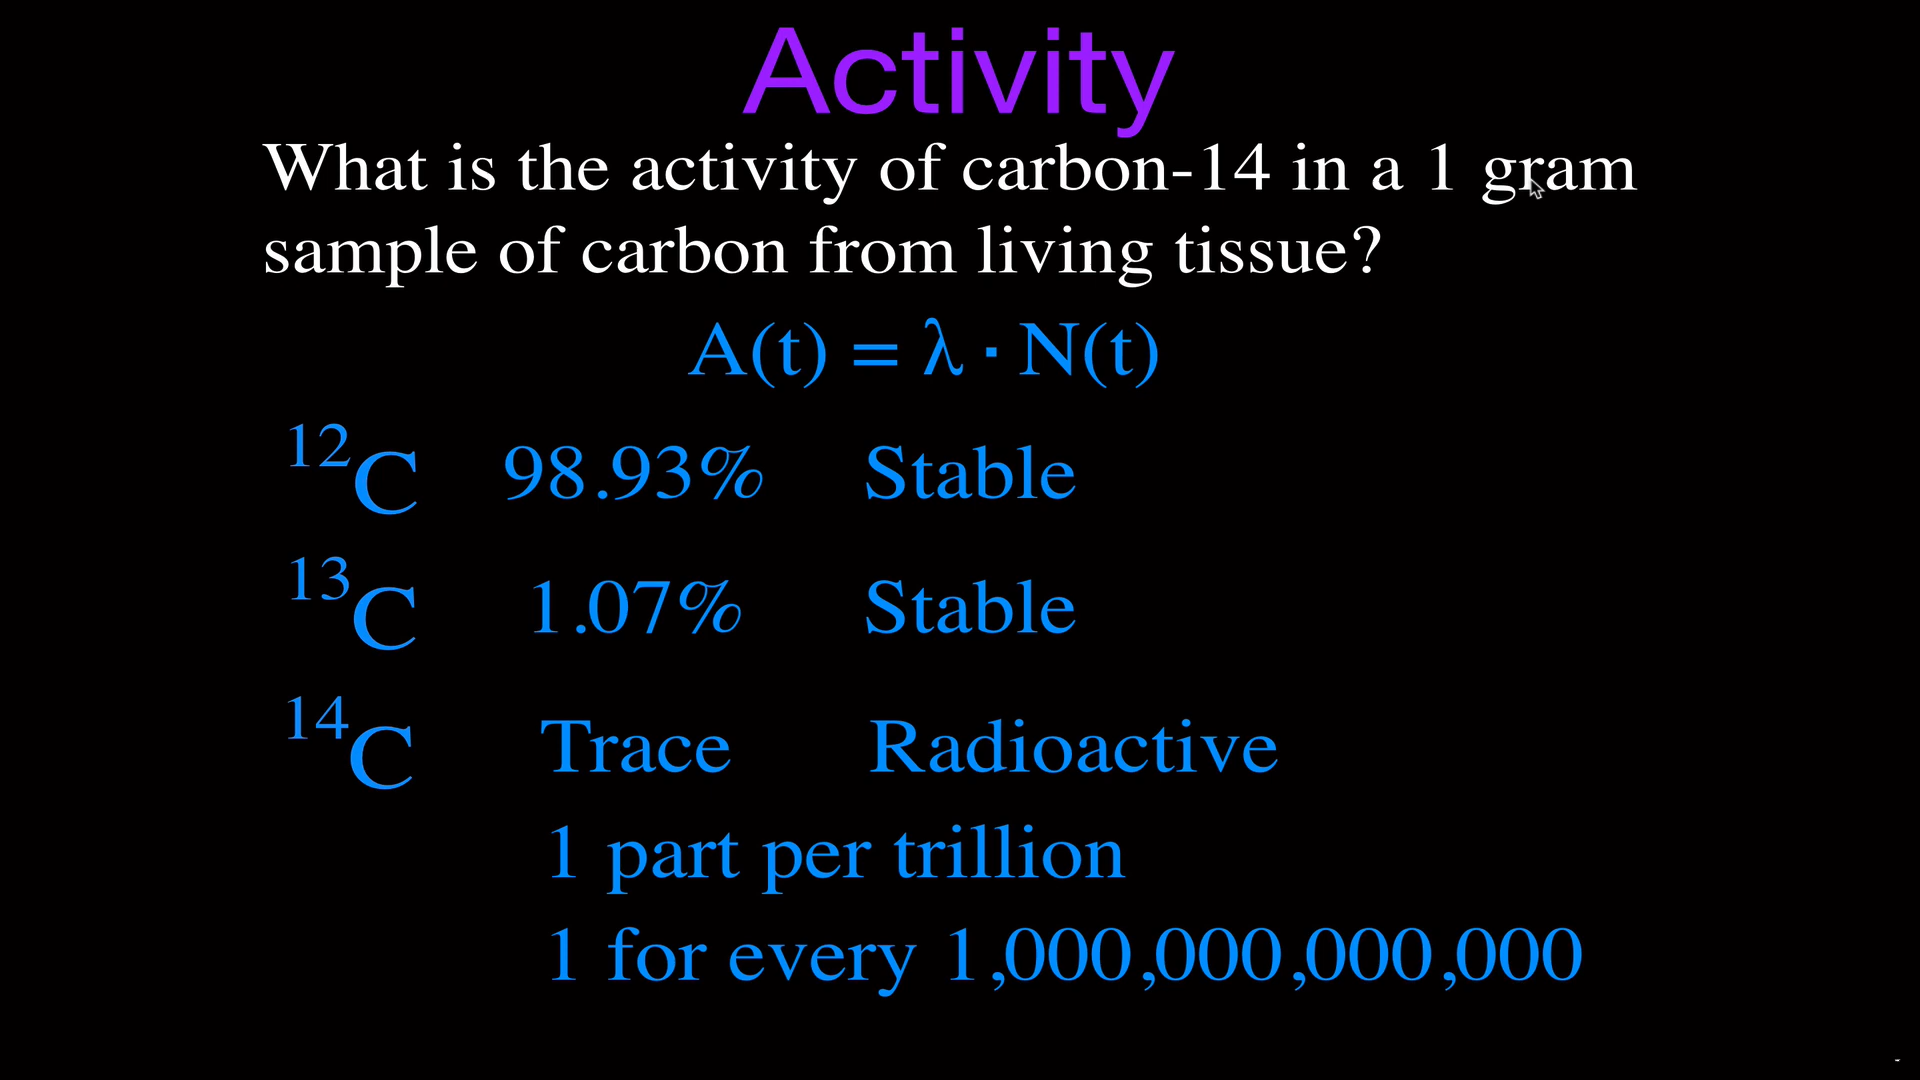 Activity
What is the activity of carbon-14 in a 1 gram
sample of carbon from living tissue?
A(t) = λ · N(t)
¹²C 98.93% Stable
¹³C 1.07% Stable
¹⁴C Trace Radioactive
1 part per trillion
1 for every 1,000,000,000,000